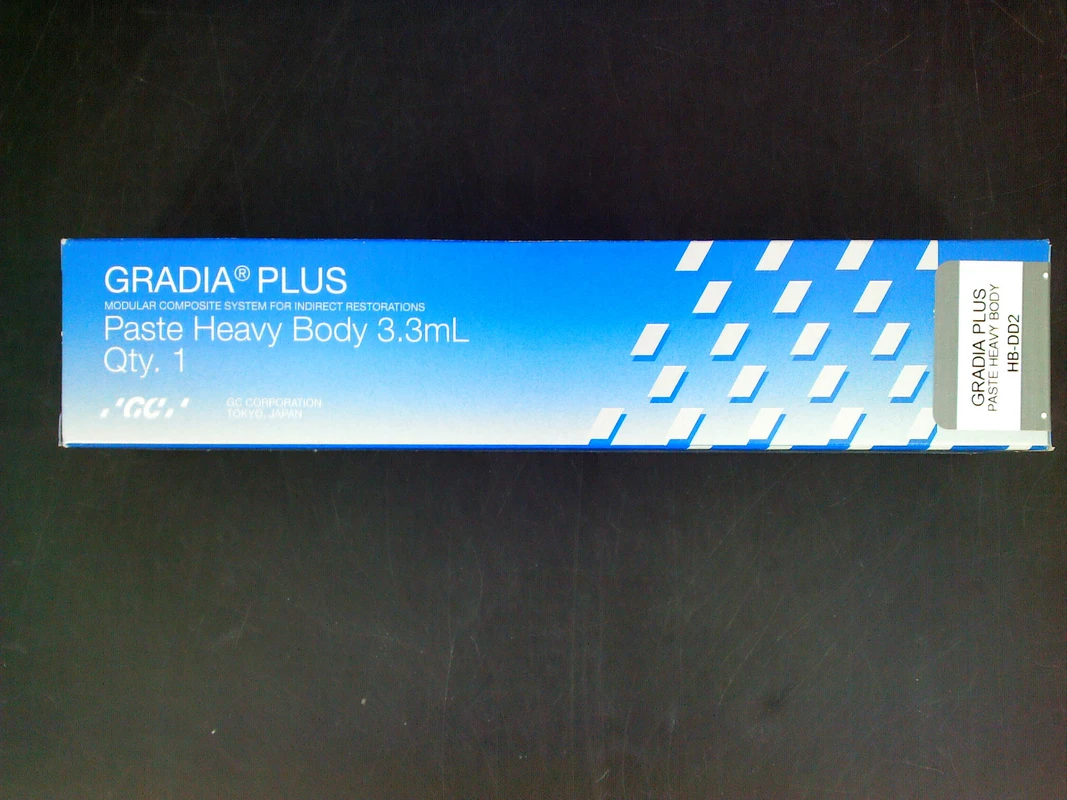 GRADIA® PLUS
MODULAR COMPOSITE SYSTEM FOR INDIRECT RESTORATIONS
Paste Heavy Body 3.3mL
Qty. 1
GC
GC CORPORATION
TOKYO, JAPAN
GRADIA PLUS
PASTE HEAVY BODY
HB-DD2